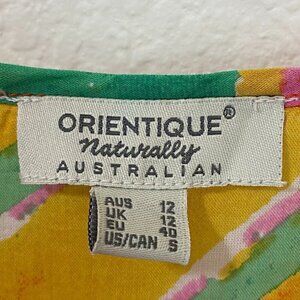 ORIENTIQUE®
Naturally
AUSTRALIAN
AUS 12
UK 12
EU 40
US/CAN S